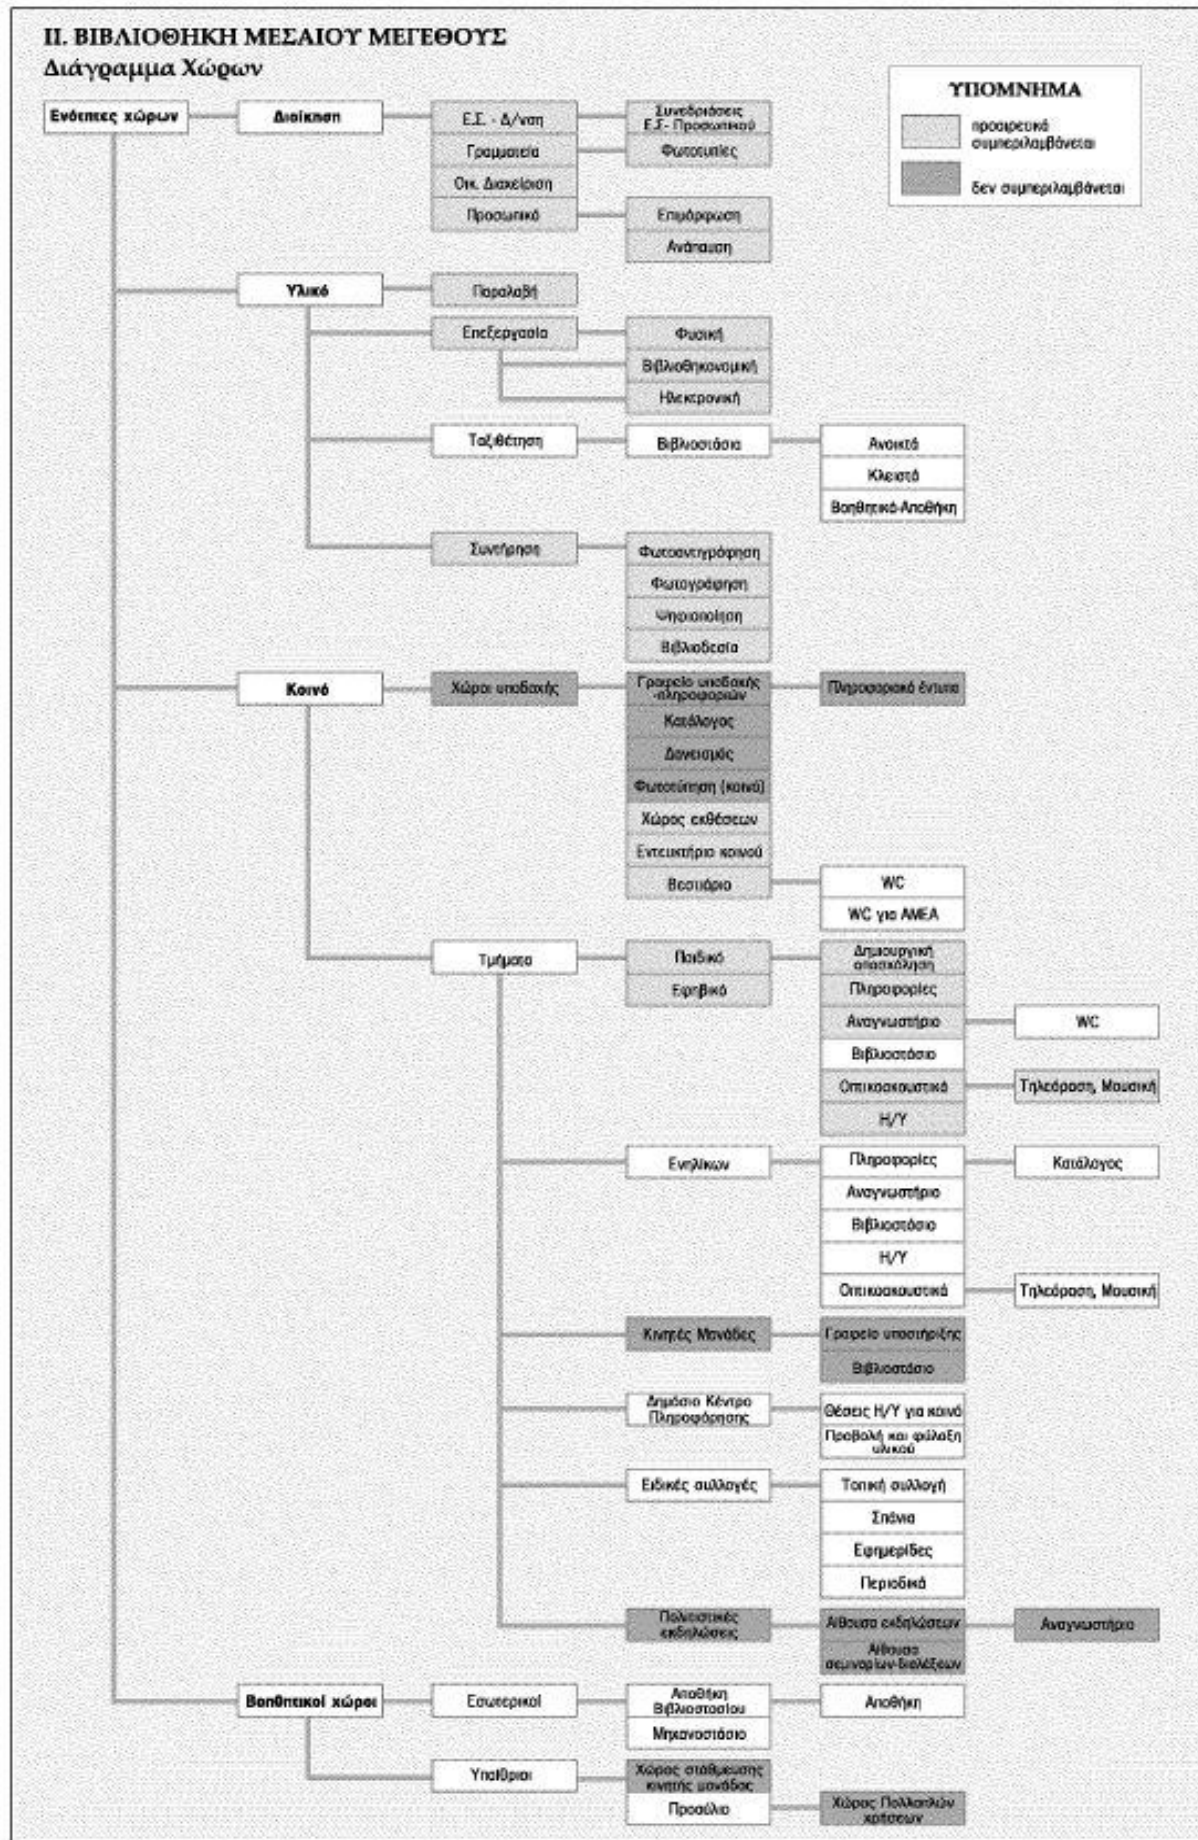 II. ΒΙΒΛΙΟΘΗΚΗ ΜΕΣΑΙΟΥ ΜΕΓΕΘΟΥΣ
Διάγραμμα Χώρων
ΥΠΟΜΝΗΜΑ
προαιρετικά
συμπεριλαμβάνεται
δεν συμπεριλαμβάνεται
Ενότητες χώρων
Διοίκηση
Ε.Σ. - Δ/νση
Συνεδριάσεις
Ε.Σ- Προσωπικού
Γραμματεία
Φωτοτυπίες
Οικ. Διαχείριση
Προσωπικό
Επιμόρφωση
Ανάπαυση
Υλικό
Παραλαβή
Επεξεργασία
Φυσική
Βιβλιοθηκονομική
Ηλεκτρονική
Ταξιθέτηση
Βιβλιοστάσια
Ανοικτά
Κλειστά
Βοηθητικό-Αποθήκη
Συντήρηση
Φωτοαντιγράφηση
Φωτογράφηση
Ψηφιοποίηση
Βιβλιοδεσία
Κοινό
Χώροι υποδοχής
Γραφείο υποδοχής
-πληροφοριών
Πληροφοριακά έντυπα
Κατάλογος
Δανεισμός
Φωτοτύπηση (κοινό)
Χώρος εκθέσεων
Εντευκτήριο κοινού
Βεστιάριο
WC
WC για ΑΜΕΑ
Τμήματα
Παιδικό
Δημιουργική
απασχόληση
Εφηβικό
Πληροφορίες
Αναγνωστήριο
WC
Βιβλιοστάσιο
Οπτικοακουστικά
Τηλεόραση, Μουσική
Η/Υ
Ενηλίκων
Πληροφορίες
Κατάλογος
Αναγνωστήριο
Βιβλιοστάσιο
Η/Υ
Οπτικοακουστικά
Τηλεόραση, Μουσική
Κινητές Μονάδες
Γραφείο υποστήριξης
Βιβλιοστάσιο
Δημόσιο Κέντρο
Πληροφόρησης
Θέσεις Η/Υ για κοινό
Προβολή και φύλαξη
υλικού
Ειδικές συλλογές
Τοπική συλλογή
Σπάνια
Εφημερίδες
Περιοδικά
Πολιτιστικές
εκδηλώσεις
Αίθουσα εκδηλώσεων
Αναγνωστήριο
Αίθουσα
σεμιναρίων-διαλέξεων
Βοηθητικοί χώροι
Εσωτερικοί
Αποθήκη
Βιβλιοστασίου
Αποθήκη
Μηχανοστάσιο
Υπαίθριοι
Χώρος στάθμευσης
κινητής μονάδας
Προαύλιο
Χώρος Πολλαπλών
χρήσεων